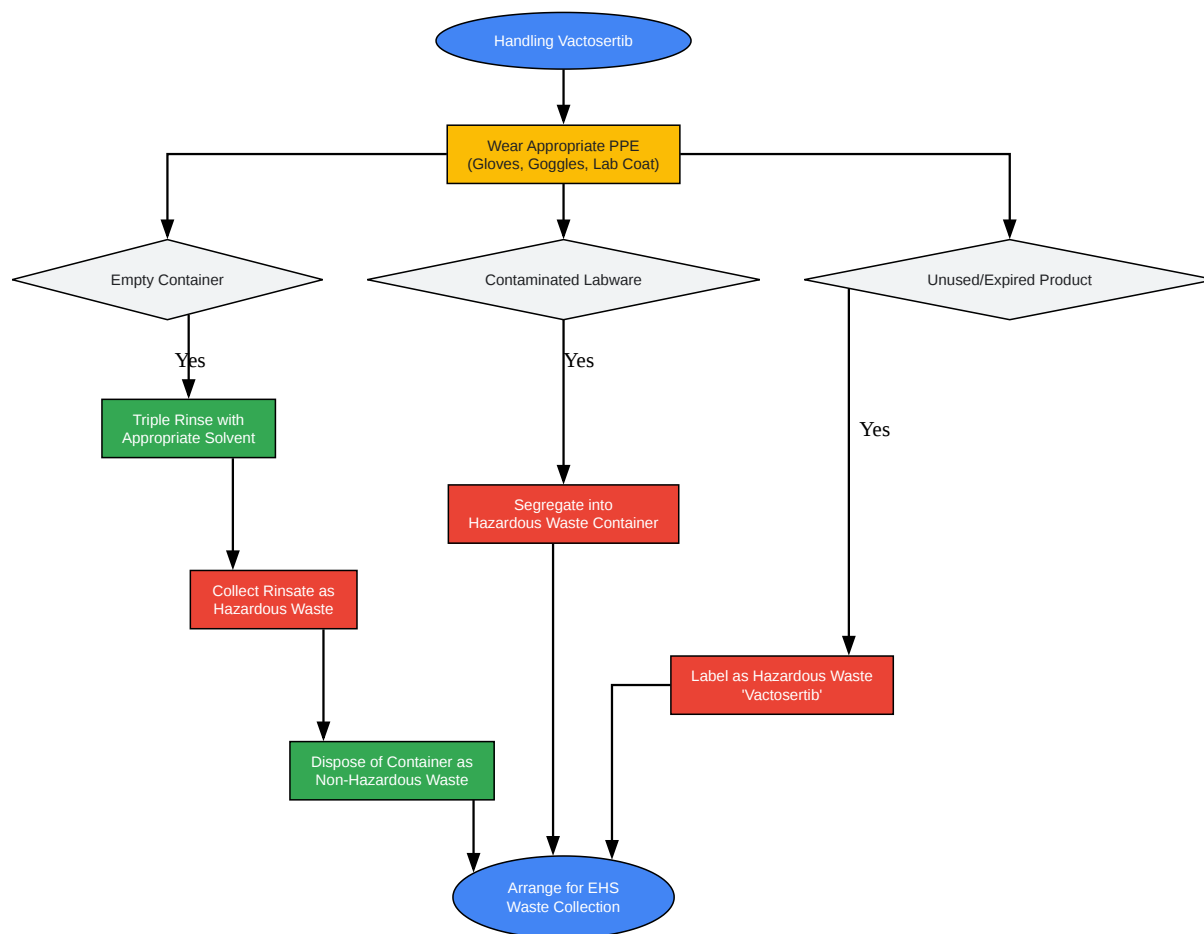 Handling Vactosertib
Wear Appropriate PPE
(Gloves, Goggles, Lab Coat)
Empty Container
Contaminated Labware
Unused/Expired Product
Yes
Yes
Yes
Triple Rinse with
Appropriate Solvent
Segregate into
Hazardous Waste Container
Collect Rinsate as
Hazardous Waste
Label as Hazardous Waste
'Vactosertib'
Dispose of Container as
Non-Hazardous Waste
Arrange for EHS
Waste Collection